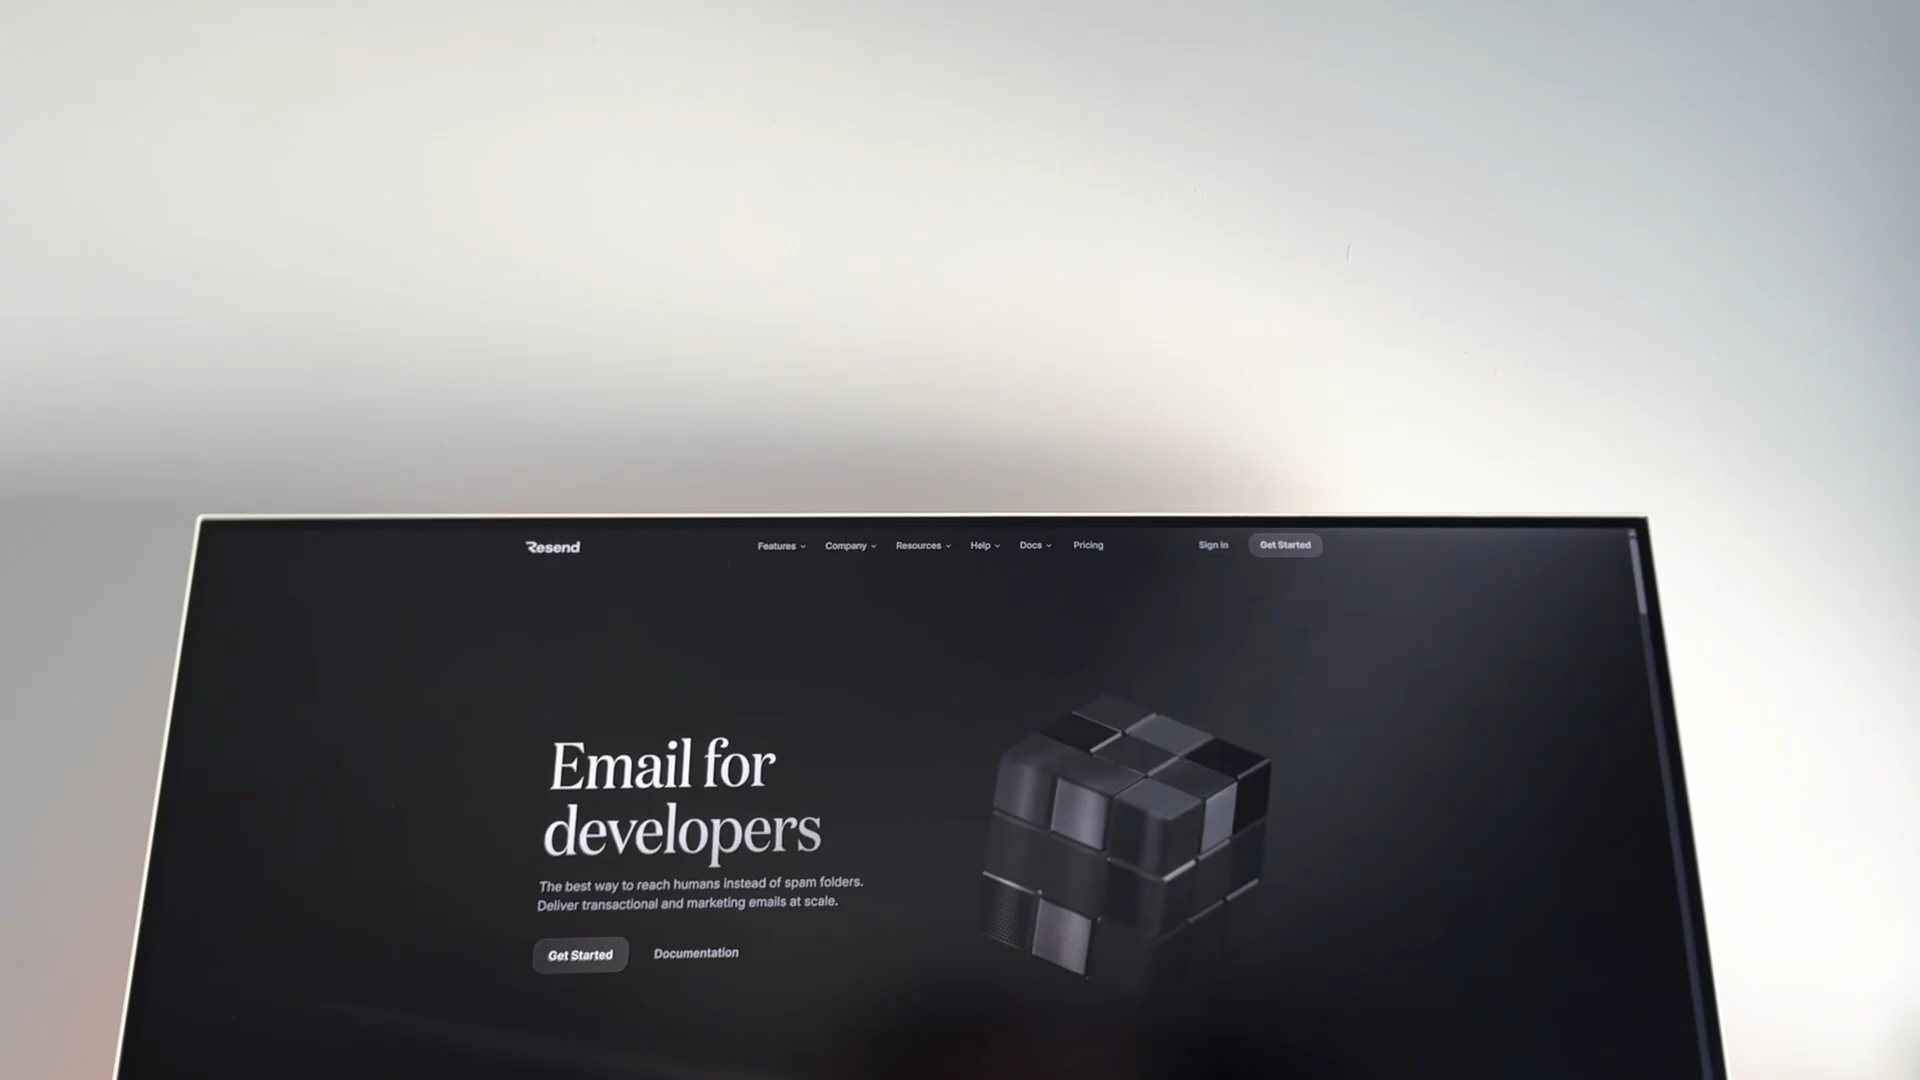 Resend
Features
Company
Resources
Help
Docs
Pricing
Sign in
Get Started
Email for
developers
The best way to reach humans instead of spam folders.
Deliver transactional and marketing emails at scale.
Get Started
Documentation